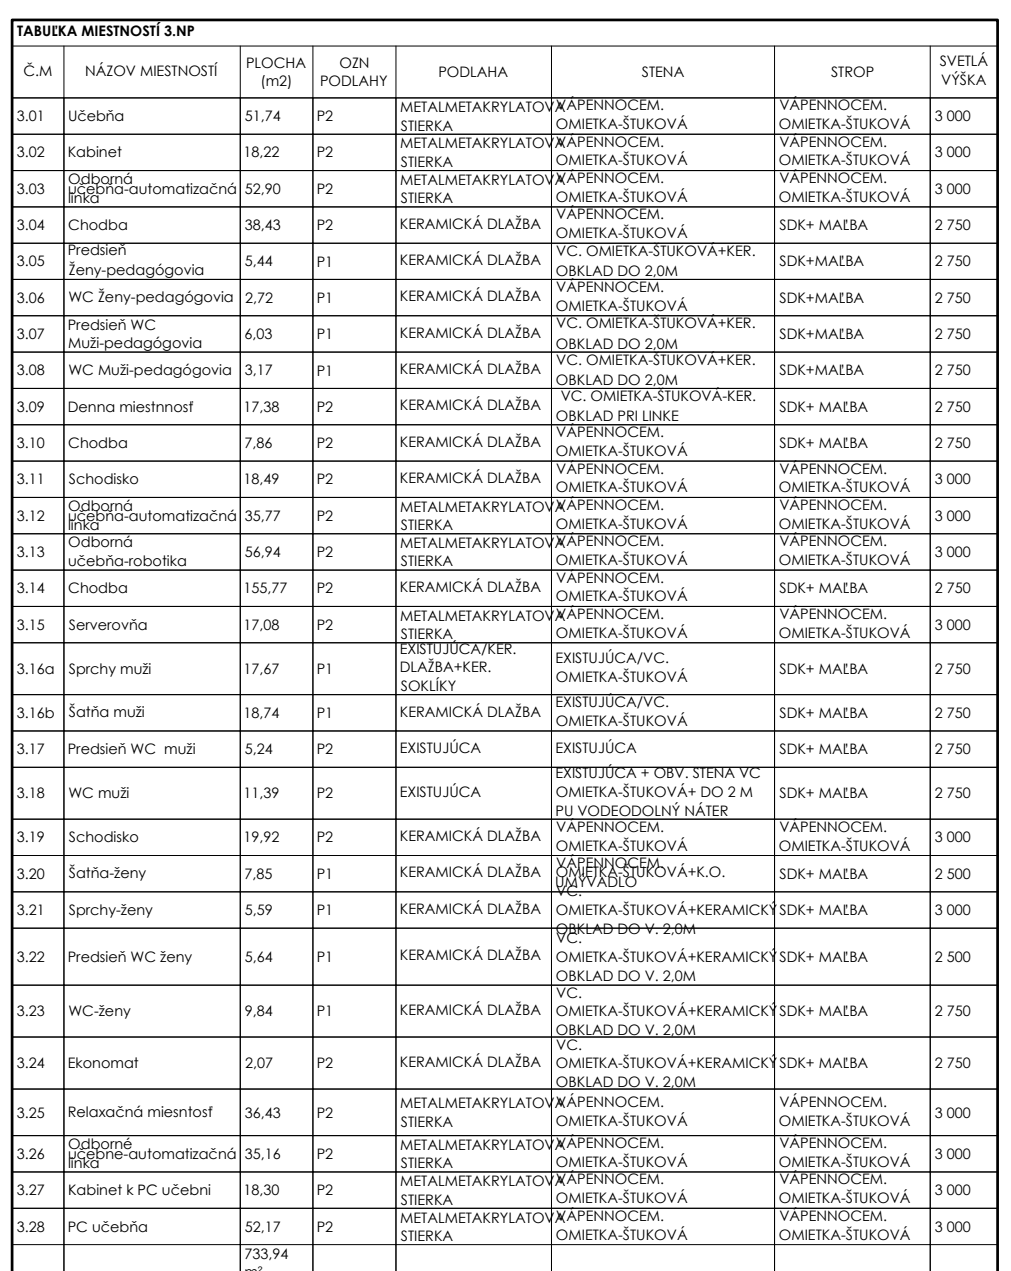 TABUĽKA MIESTNOSTÍ 3.NP
Č.M NÁZOV MIESTNOSTÍ PLOCHA (m2) OZN PODLAHY PODLAHA STENA STROP SVETLÁ VÝŠKA
3.01 Učebňa 51,74 P2 METALMETAKRYLATOVÁ STIERKA VÁPENNOCEM. OMIETKA-ŠTUKOVÁ VÁPENNOCEM. OMIETKA-ŠTUKOVÁ 3 000
3.02 Kabinet 18,22 P2 METALMETAKRYLATOVÁ STIERKA VÁPENNOCEM. OMIETKA-ŠTUKOVÁ VÁPENNOCEM. OMIETKA-ŠTUKOVÁ 3 000
3.03 Odborná učebňa-automatizačná linka 52,90 P2 METALMETAKRYLATOVÁ STIERKA VÁPENNOCEM. OMIETKA-ŠTUKOVÁ VÁPENNOCEM. OMIETKA-ŠTUKOVÁ 3 000
3.04 Chodba 38,43 P2 KERAMICKÁ DLAŽBA VÁPENNOCEM. OMIETKA-ŠTUKOVÁ SDK+ MAĽBA 2 750
3.05 Predsieň Ženy-pedagógovia 5,44 P1 KERAMICKÁ DLAŽBA VC. OMIETKA-ŠTUKOVÁ+KER. OBKLAD DO 2,0M SDK+MAĽBA 2 750
3.06 WC Ženy-pedagógovia 2,72 P1 KERAMICKÁ DLAŽBA VÁPENNOCEM. OMIETKA-ŠTUKOVÁ SDK+MAĽBA 2 750
3.07 Predsieň WC Muži-pedagógovia 6,03 P1 KERAMICKÁ DLAŽBA VC. OMIETKA-ŠTUKOVÁ+KER. OBKLAD DO 2,0M SDK+MAĽBA 2 750
3.08 WC Muži-pedagógovia 3,17 P1 KERAMICKÁ DLAŽBA VC. OMIETKA-ŠTUKOVÁ+KER. OBKLAD DO 2,0M SDK+MAĽBA 2 750
3.09 Denna miestnnosť 17,38 P2 KERAMICKÁ DLAŽBA VC. OMIETKA-ŠTUKOVÁ-KER. OBKLAD PRI LINKE SDK+ MAĽBA 2 750
3.10 Chodba 7,86 P2 KERAMICKÁ DLAŽBA VÁPENNOCEM. OMIETKA-ŠTUKOVÁ SDK+ MAĽBA 2 750
3.11 Schodisko 18,49 P2 KERAMICKÁ DLAŽBA VÁPENNOCEM. OMIETKA-ŠTUKOVÁ VÁPENNOCEM. OMIETKA-ŠTUKOVÁ 3 000
3.12 Odborná učebňa-automatizačná linka 35,77 P2 METALMETAKRYLATOVÁ STIERKA VÁPENNOCEM. OMIETKA-ŠTUKOVÁ VÁPENNOCEM. OMIETKA-ŠTUKOVÁ 3 000
3.13 Odborná učebňa-robotika 56,94 P2 METALMETAKRYLATOVÁ STIERKA VÁPENNOCEM. OMIETKA-ŠTUKOVÁ VÁPENNOCEM. OMIETKA-ŠTUKOVÁ 3 000
3.14 Chodba 155,77 P2 KERAMICKÁ DLAŽBA VÁPENNOCEM. OMIETKA-ŠTUKOVÁ SDK+ MAĽBA 2 750
3.15 Serverovňa 17,08 P2 METALMETAKRYLATOVÁ STIERKA VÁPENNOCEM. OMIETKA-ŠTUKOVÁ VÁPENNOCEM. OMIETKA-ŠTUKOVÁ 3 000
3.16a Sprchy muži 17,67 P1 EXISTUJÚCA/KER. DLAŽBA+KER. SOKLÍKY EXISTUJÚCA/VC. OMIETKA-ŠTUKOVÁ SDK+ MAĽBA 2 750
3.16b Šatňa muži 18,74 P1 KERAMICKÁ DLAŽBA EXISTUJÚCA/VC. OMIETKA-ŠTUKOVÁ SDK+ MAĽBA 2 750
3.17 Predsieň WC muži 5,24 P2 EXISTUJÚCA EXISTUJÚCA SDK+ MAĽBA 2 750
3.18 WC muži 11,39 P2 EXISTUJÚCA EXISTUJÚCA + OBV. STENA VC OMIETKA-ŠTUKOVÁ+ DO 2 M PU VODEODOLNÝ NÁTER SDK+ MAĽBA 2 750
3.19 Schodisko 19,92 P2 KERAMICKÁ DLAŽBA VÁPENNOCEM. OMIETKA-ŠTUKOVÁ VÁPENNOCEM. OMIETKA-ŠTUKOVÁ 3 000
3.20 Šatňa-ženy 7,85 P1 KERAMICKÁ DLAŽBA VÁPENNOCEM. OMIETKA-ŠTUKOVÁ+K.O. UMÝVADLO SDK+ MAĽBA 2 500
3.21 Sprchy-ženy 5,59 P1 KERAMICKÁ DLAŽBA VC. OMIETKA-ŠTUKOVÁ+KERAMICKÝ OBKLAD DO V. 2,0M SDK+ MAĽBA 3 000
3.22 Predsieň WC ženy 5,64 P1 KERAMICKÁ DLAŽBA VC. OMIETKA-ŠTUKOVÁ+KERAMICKÝ OBKLAD DO V. 2,0M SDK+ MAĽBA 2 500
3.23 WC-ženy 9,84 P1 KERAMICKÁ DLAŽBA VC. OMIETKA-ŠTUKOVÁ+KERAMICKÝ OBKLAD DO V. 2,0M SDK+ MAĽBA 2 750
3.24 Ekonomat 2,07 P2 KERAMICKÁ DLAŽBA VC. OMIETKA-ŠTUKOVÁ+KERAMICKÝ OBKLAD DO V. 2,0M SDK+ MAĽBA 2 750
3.25 Relaxačná miesntosť 36,43 P2 METALMETAKRYLATOVÁ STIERKA VÁPENNOCEM. OMIETKA-ŠTUKOVÁ VÁPENNOCEM. OMIETKA-ŠTUKOVÁ 3 000
3.26 Odborné učebne-automatizačná linka 35,16 P2 METALMETAKRYLATOVÁ STIERKA VÁPENNOCEM. OMIETKA-ŠTUKOVÁ VÁPENNOCEM. OMIETKA-ŠTUKOVÁ 3 000
3.27 Kabinet k PC učebni 18,30 P2 METALMETAKRYLATOVÁ STIERKA VÁPENNOCEM. OMIETKA-ŠTUKOVÁ VÁPENNOCEM. OMIETKA-ŠTUKOVÁ 3 000
3.28 PC učebňa 52,17 P2 METALMETAKRYLATOVÁ STIERKA VÁPENNOCEM. OMIETKA-ŠTUKOVÁ VÁPENNOCEM. OMIETKA-ŠTUKOVÁ 3 000
733,94
m²